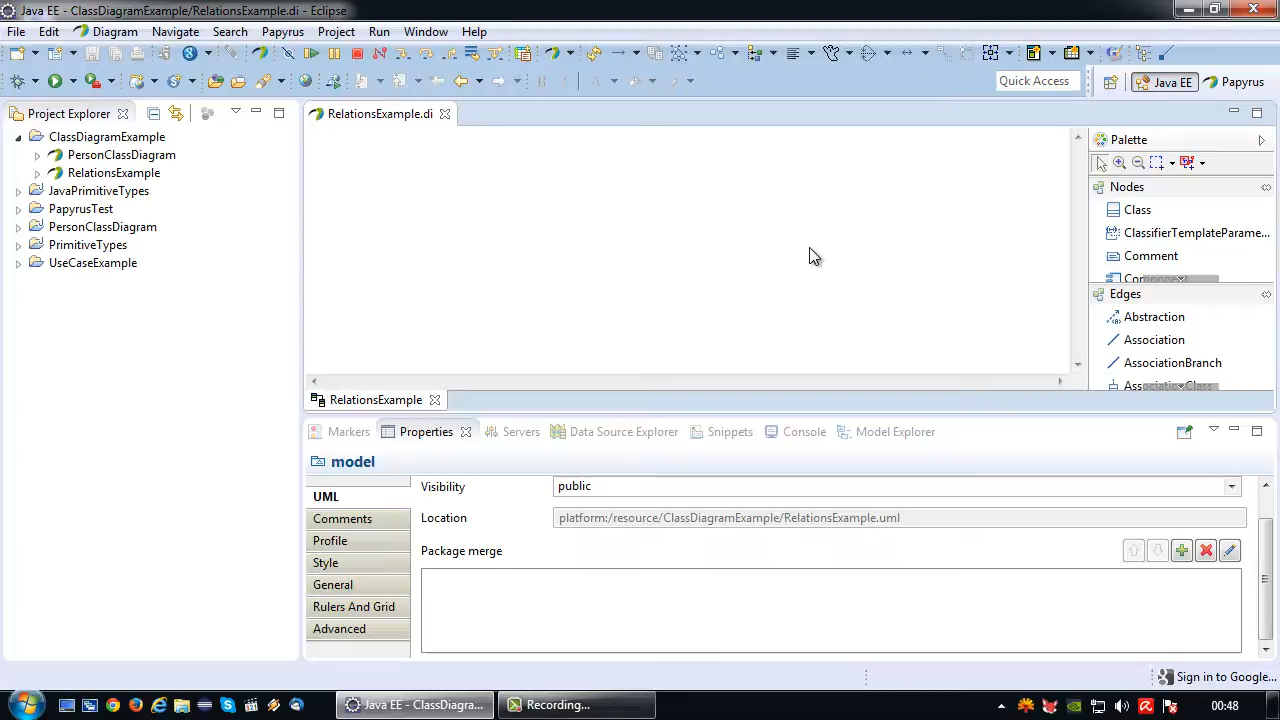 Java EE - ClassDiagramExample/RelationsExample.di - Eclipse
File Edit Diagram Navigate Search Papyrus Project Run Window Help
Quick Access
Java EE
Papyrus
Project Explorer
ClassDiagramExample
PersonClassDiagram
RelationsExample
JavaPrimitiveTypes
PapyrusTest
PersonClassDiagram
PrimitiveTypes
UseCaseExample
RelationsExample.di
Palette
Nodes
Class
ClassifierTemplateParame...
Comment
Edges
Abstraction
Association
AssociationBranch
RelationsExample
Markers Properties Servers Data Source Explorer Snippets Console Model Explorer
model
UML
Comments
Profile
Style
General
Rulers And Grid
Advanced
Visibility
public
Location
platform:/resource/ClassDiagramExample/RelationsExample.uml
Package merge
Sign in to Google...
Java EE - ClassDiagra...
Recording...
00:48